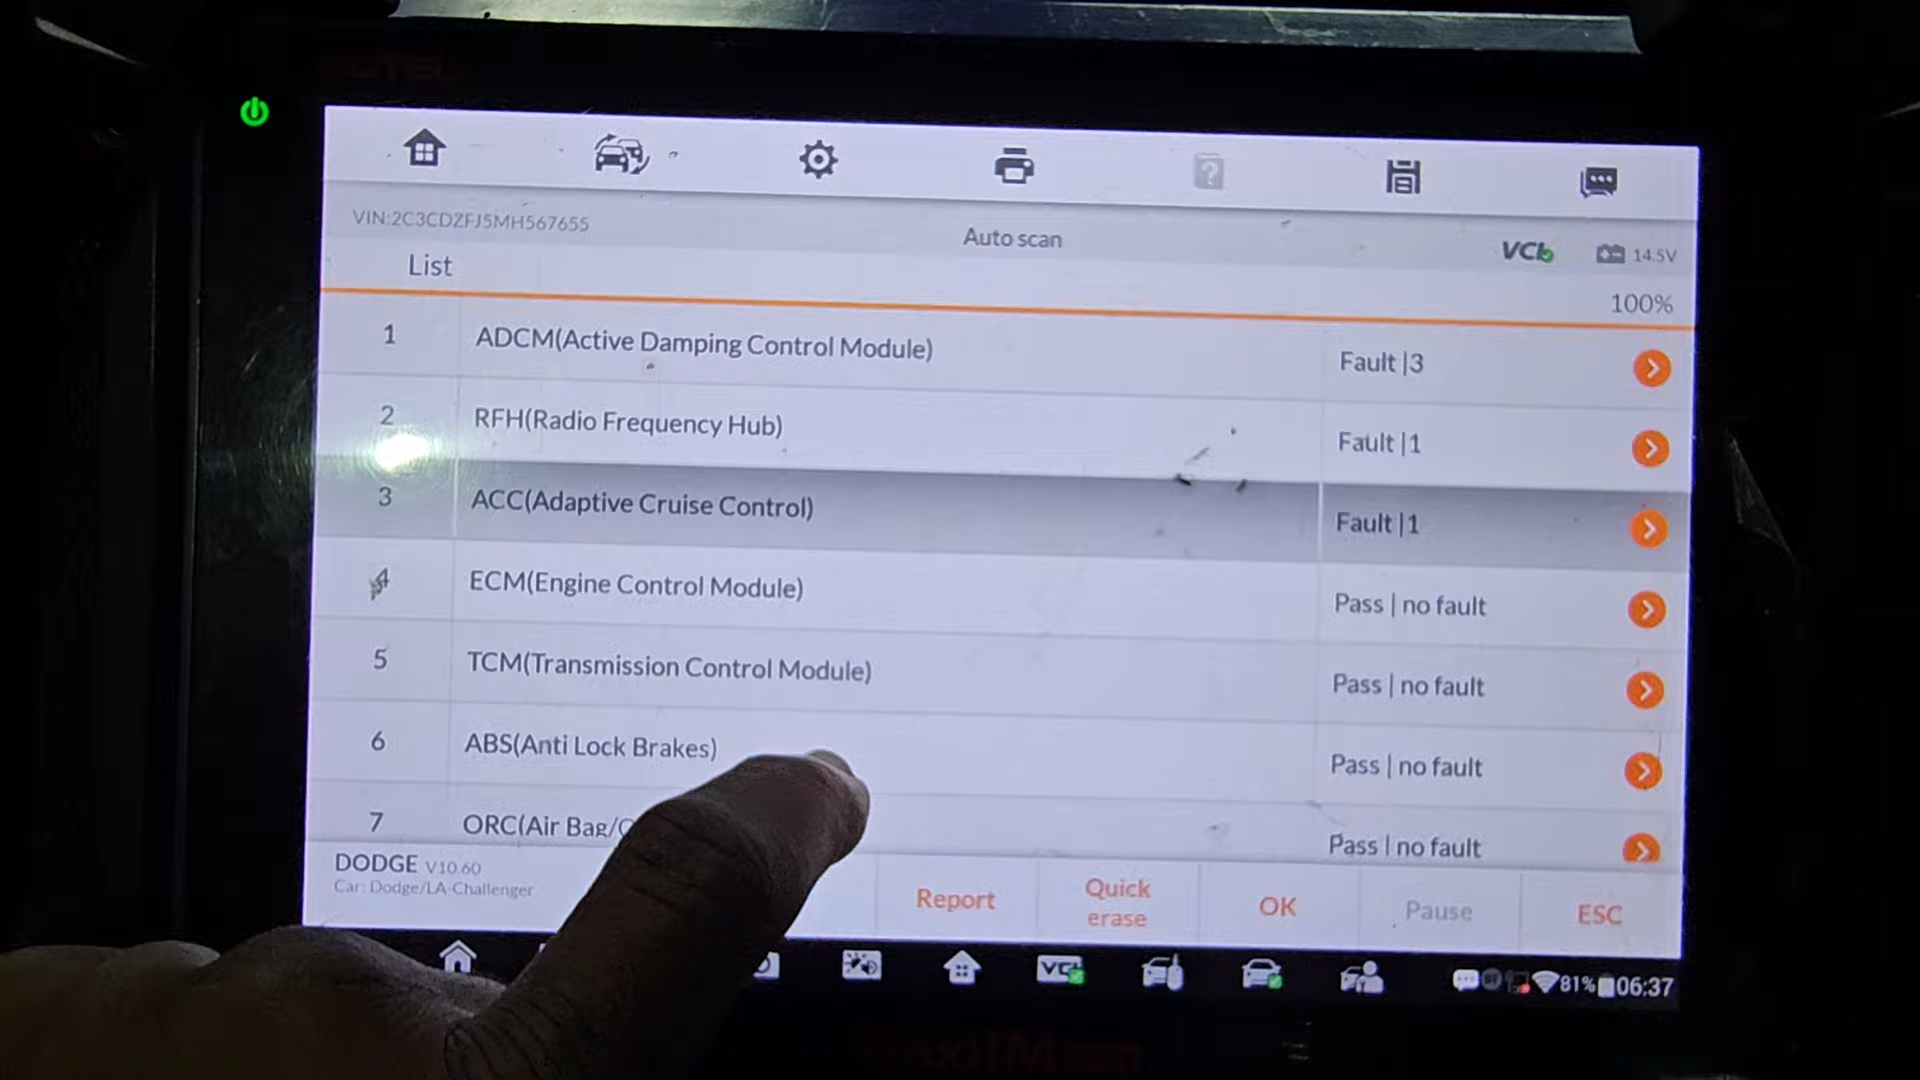 VIN:2C3CDZFJ5MH567655
Auto scan
VCI
14.5V
List
100%
1 ADCM(Active Damping Control Module) Fault |3
2 RFH(Radio Frequency Hub) Fault |1
3 ACC(Adaptive Cruise Control) Fault |1
4 ECM(Engine Control Module) Pass | no fault
5 TCM(Transmission Control Module) Pass | no fault
6 ABS(Anti Lock Brakes) Pass | no fault
7 ORC(Air Bag/ Pass | no fault
DODGE V10.60
Car: Dodge/LA-Challenger
Report
Quick
erase
OK
Pause
ESC
VCI
81% 06:37